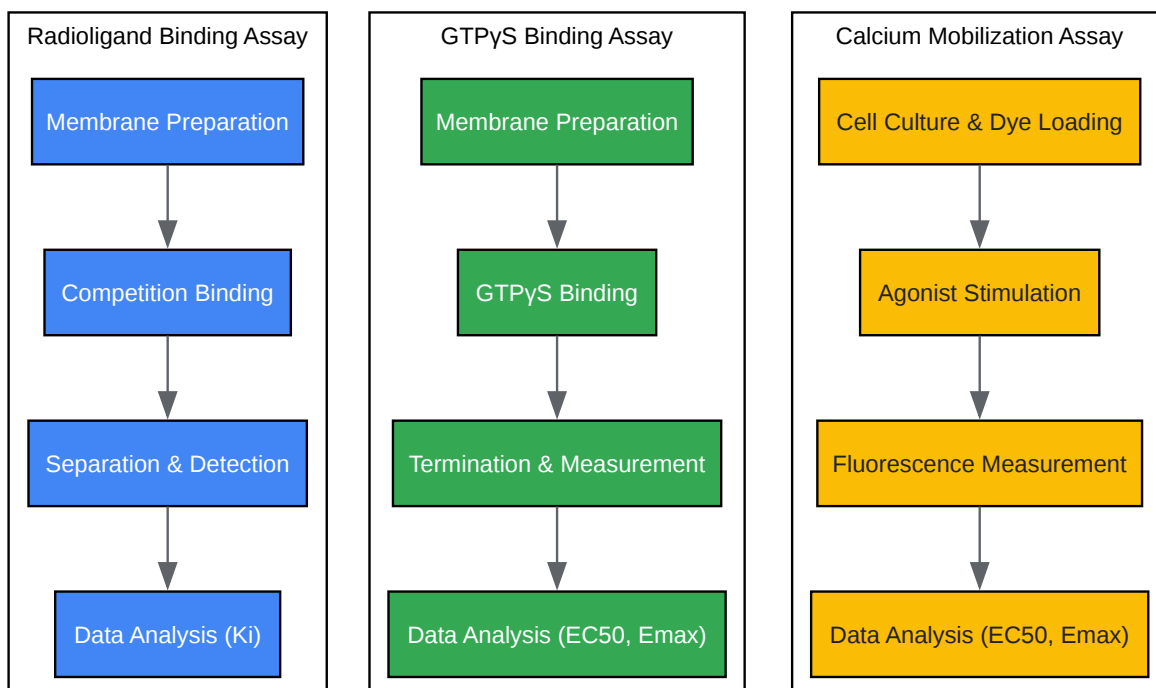 Radioligand Binding Assay
Membrane Preparation
Competition Binding
Separation & Detection
Data Analysis (Ki)
GTPγS Binding Assay
Membrane Preparation
GTPγS Binding
Termination & Measurement
Data Analysis (EC50, Emax)
Calcium Mobilization Assay
Cell Culture & Dye Loading
Agonist Stimulation
Fluorescence Measurement
Data Analysis (EC50, Emax)